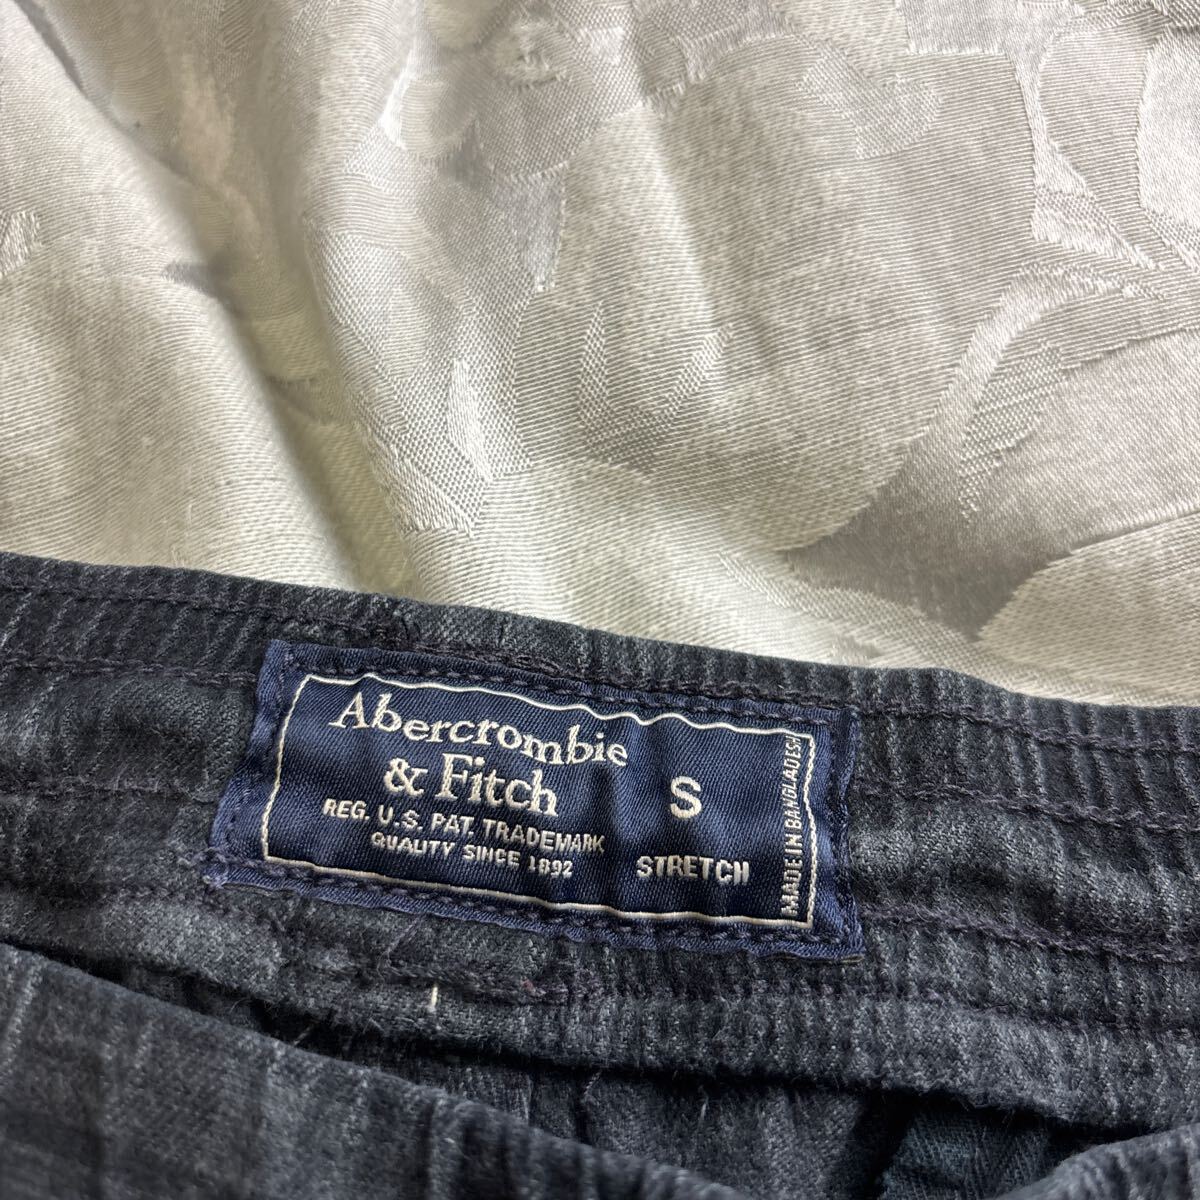 Abercrombie
& Fitch
REG. U.S. PAT. TRADEMARK
QUALITY SINCE 1892
S
STRETCH
MADE IN BANGLADESH